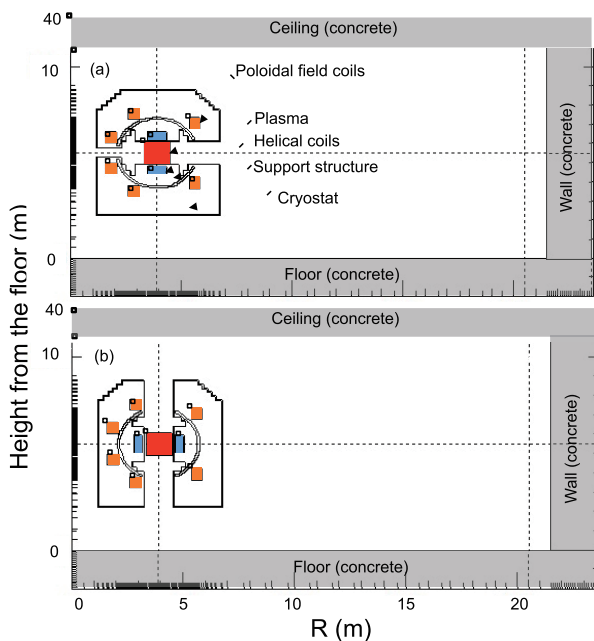 40
Ceiling (concrete)
10
(a)
Poloidal field coils
Plasma
Helical coils
Support structure
Cryostat
Wall (concrete)
0
Floor (concrete)
Height from the floor (m)
40
Ceiling (concrete)
10
(b)
Wall (concrete)
0
Floor (concrete)
0 5 10 15 20
R (m)